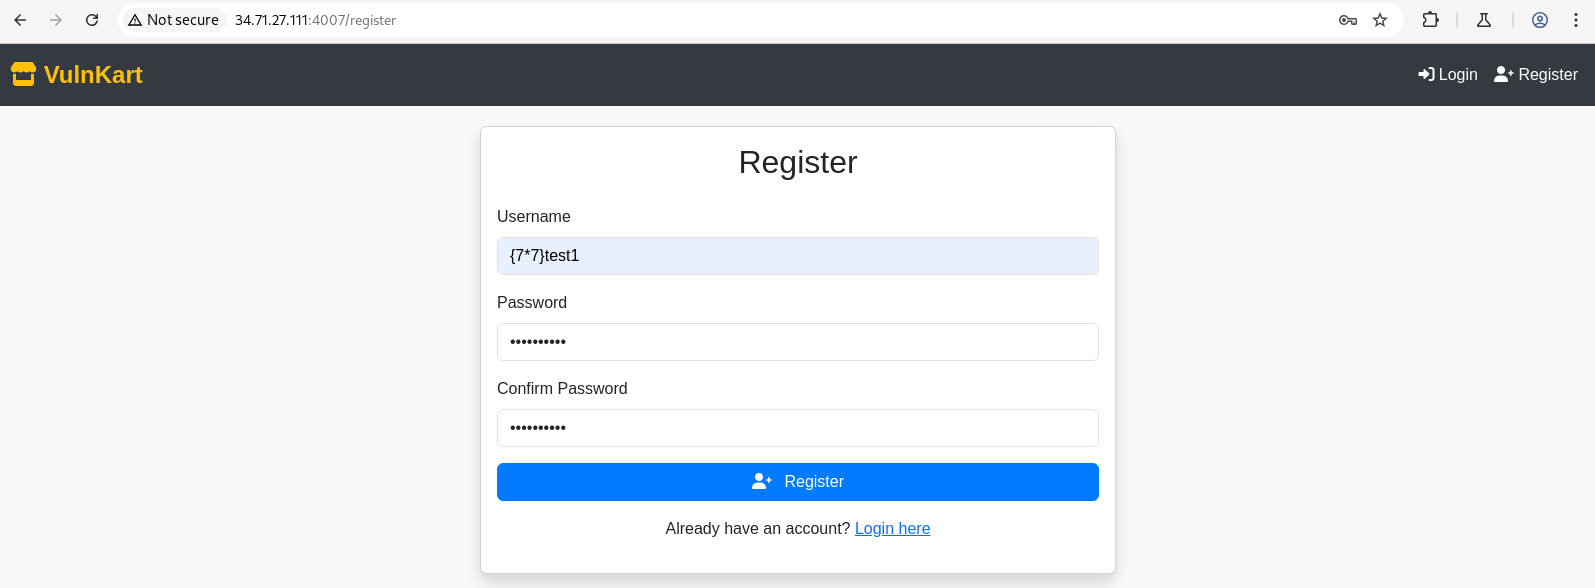 Not secure 34.71.27.111:4007/register
VulnKart
Login Register
Register
Username
{7*7}test1
Password
••••••••••
Confirm Password
••••••••••
Register
Already have an account? Login here